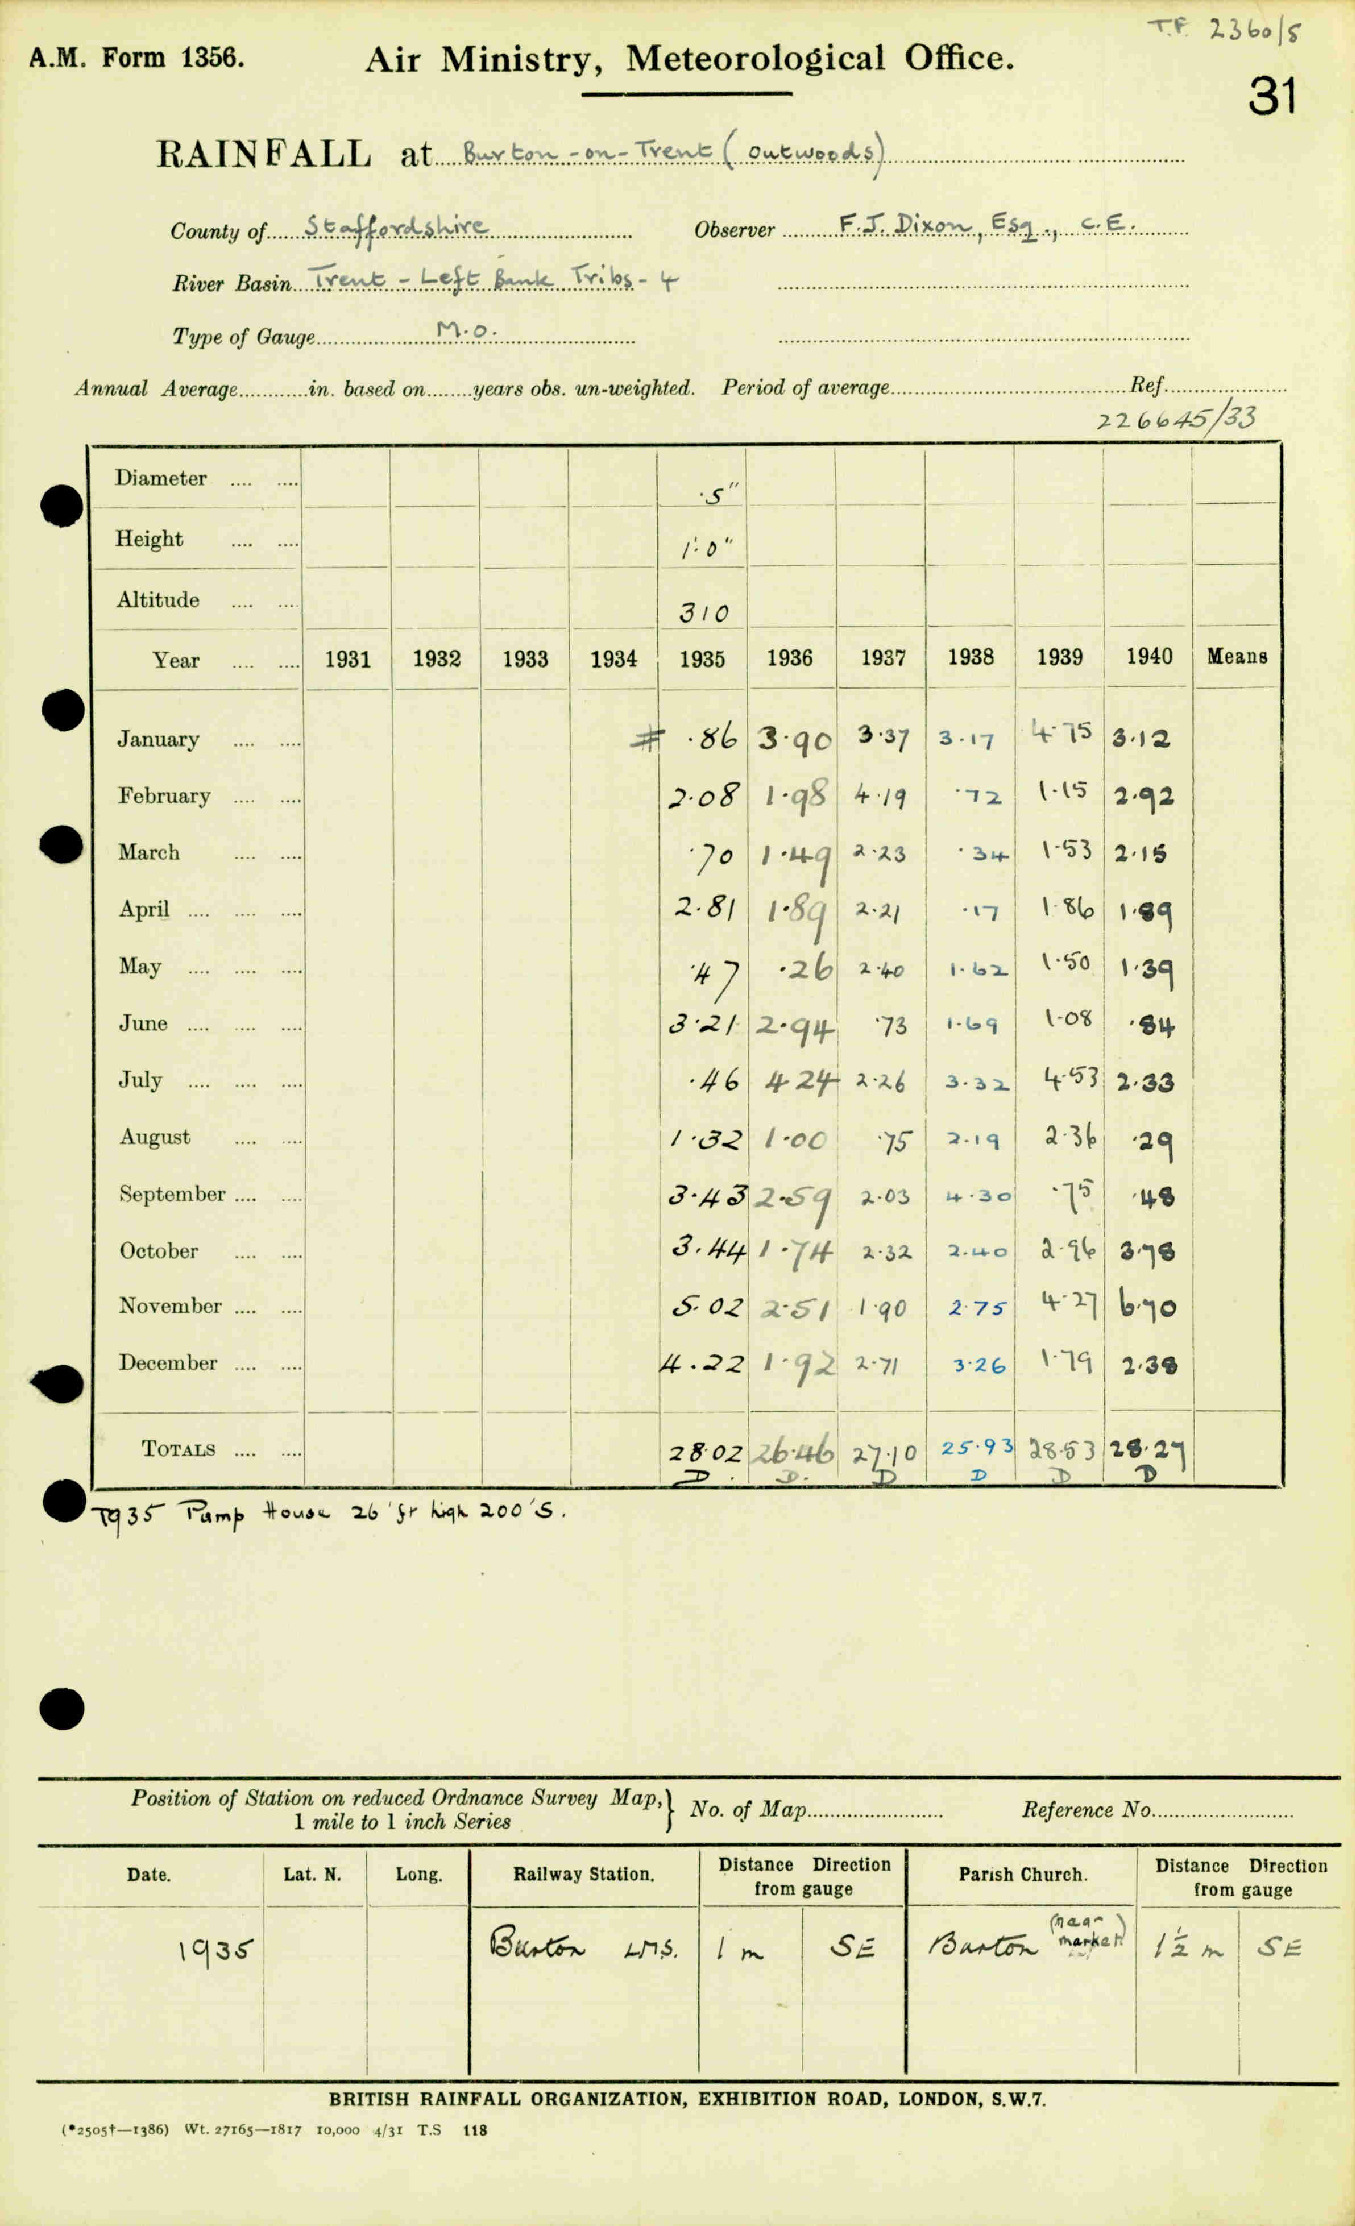 T.F. 2360/5
A.M. Form 1356. Air Ministry, Meteorological Office.
31
RAINFALL at Burton-on-Trent (Outwoods)
County of Staffordshire Observer F.J. Dixon, Esq., C.E.
River Basin Trent - Left Bank Tribs - 4
Type of Gauge M.O.
Annual Average............in. based on........years obs. un-weighted. Period of average........Ref........
226645/33
Diameter .... .... .5"
Height .... .... 1'.0"
Altitude .... .... 310
Year .... .... 1931 1932 1933 1934 1935 1936 1937 1938 1939 1940 Means
January .... .... # .86 3.90 3.37 3.17 4.75 3.12
February .... .... 2.08 1.98 4.19 .72 1.15 2.92
March .... .... .70 1.49 2.23 .34 1.53 2.15
April .... .... .... 2.81 1.89 2.21 .17 1.86 1.89
May .... .... .... .47 .26 2.40 1.62 1.50 1.39
June .... .... .... 3.21 2.94 .73 1.69 1.08 .84
July .... .... .... .46 4.24 2.26 3.32 4.53 2.33
August .... .... 1.32 1.00 .75 2.19 2.36 .29
September .... .... 3.43 2.59 2.03 4.30 .75 .48
October .... .... 3.44 1.74 2.32 2.40 2.96 3.78
November .... .... 5.02 2.51 1.90 2.75 4.27 6.70
December .... .... 4.22 1.92 2.71 3.26 1.79 2.38
TOTALS .... .... 28.02 26.46 27.10 25.93 28.53 28.27
D D D D D D
1935 Pump House 26'ft high 200'S.
Position of Station on reduced Ordnance Survey Map,} No. of Map........ Reference No........
1 mile to 1 inch Series
Date. Lat. N. Long. Railway Station. Distance Direction from gauge Parish Church. Distance Direction from gauge
1935 Burton LMS. 1 m SE Burton (near market) 1½ m SE
BRITISH RAINFALL ORGANIZATION, EXHIBITION ROAD, LONDON, S.W.7.
(*2505†—1386) Wt. 27165—1817 10,000 4/31 T.S 118